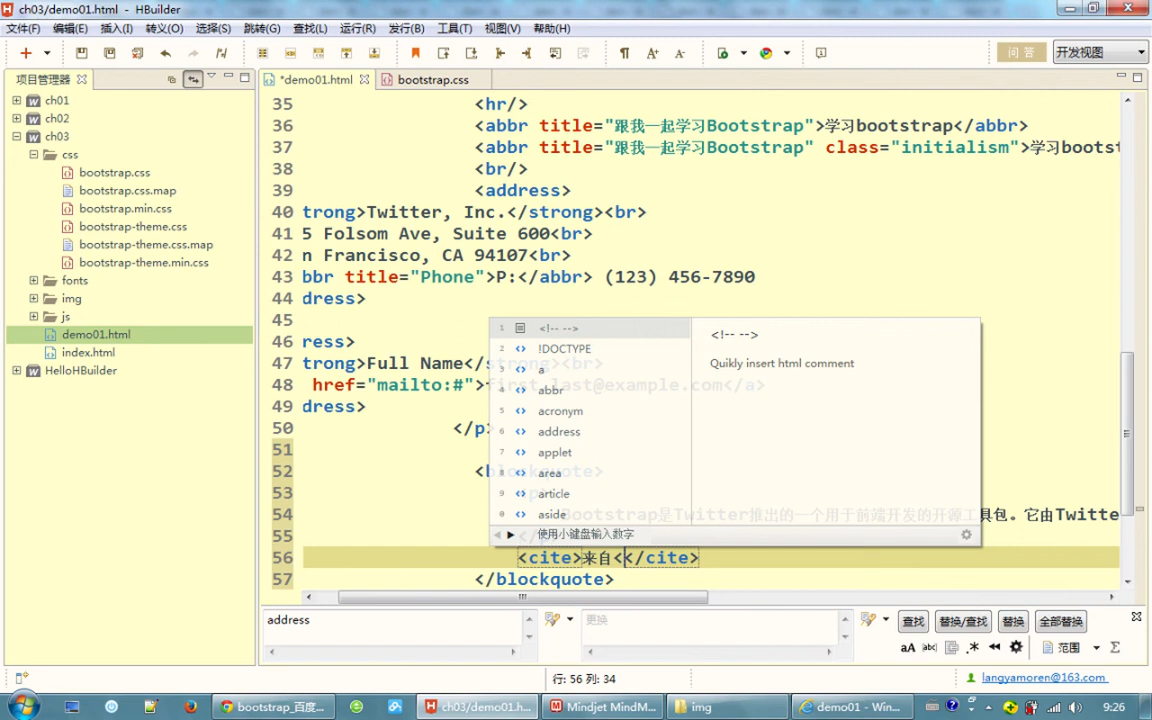 ch03/demo01.html - HBuilder
文件(F) 编辑(E) 插入(I) 转义(O) 选择(S) 跳转(G) 查找(L) 运行(R) 发行(B) 工具(T) 视图(V) 帮助(H)
问答 开发视图
项目管理器
*demo01.html bootstrap.css
ch01
ch02
ch03
css
bootstrap.css
bootstrap.css.map
bootstrap.min.css
bootstrap-theme.css
bootstrap-theme.css.map
bootstrap-theme.min.css
fonts
img
js
demo01.html
index.html
HelloHBuilder
35 <hr/>
36 <abbr title="跟我一起学习Bootstrap">学习bootstrap</abbr>
37 <abbr title="跟我一起学习Bootstrap" class="initialism">学习bootst
38 <br/>
39 <address>
40 trong>Twitter, Inc.</strong><br>
41 5 Folsom Ave, Suite 600<br>
42 n Francisco, CA 94107<br>
43 bbr title="Phone">P:</abbr> (123) 456-7890
44 dress>
45
46 ress>
47 trong>Full Name</strong><br>
48 href="mailto:#">first.last@example.com</a>
49 dress>
50 </p>
51
52 <blockquote>
53
54 Bootstrap是Twitter推出的一个用于前端开发的开源工具包。它由Twitte
55 </p>
56 <cite>来自<</cite>
57 </blockquote>
1 <!-- -->
2 !DOCTYPE
3 a
4 abbr
5 acronym
6 address
7 applet
8 area
9 article
0 aside
使用小键盘输入数字
<!-- -->
Quikly insert html comment
address
更换
查找 替换/查找 替换 全部替换
aA abc .* 范围 Σ
行: 56 列: 34
langyamoren@163.com
bootstrap_百度... ch03/demo01.h... Mindjet MindM... img demo01 - Win... 9:26